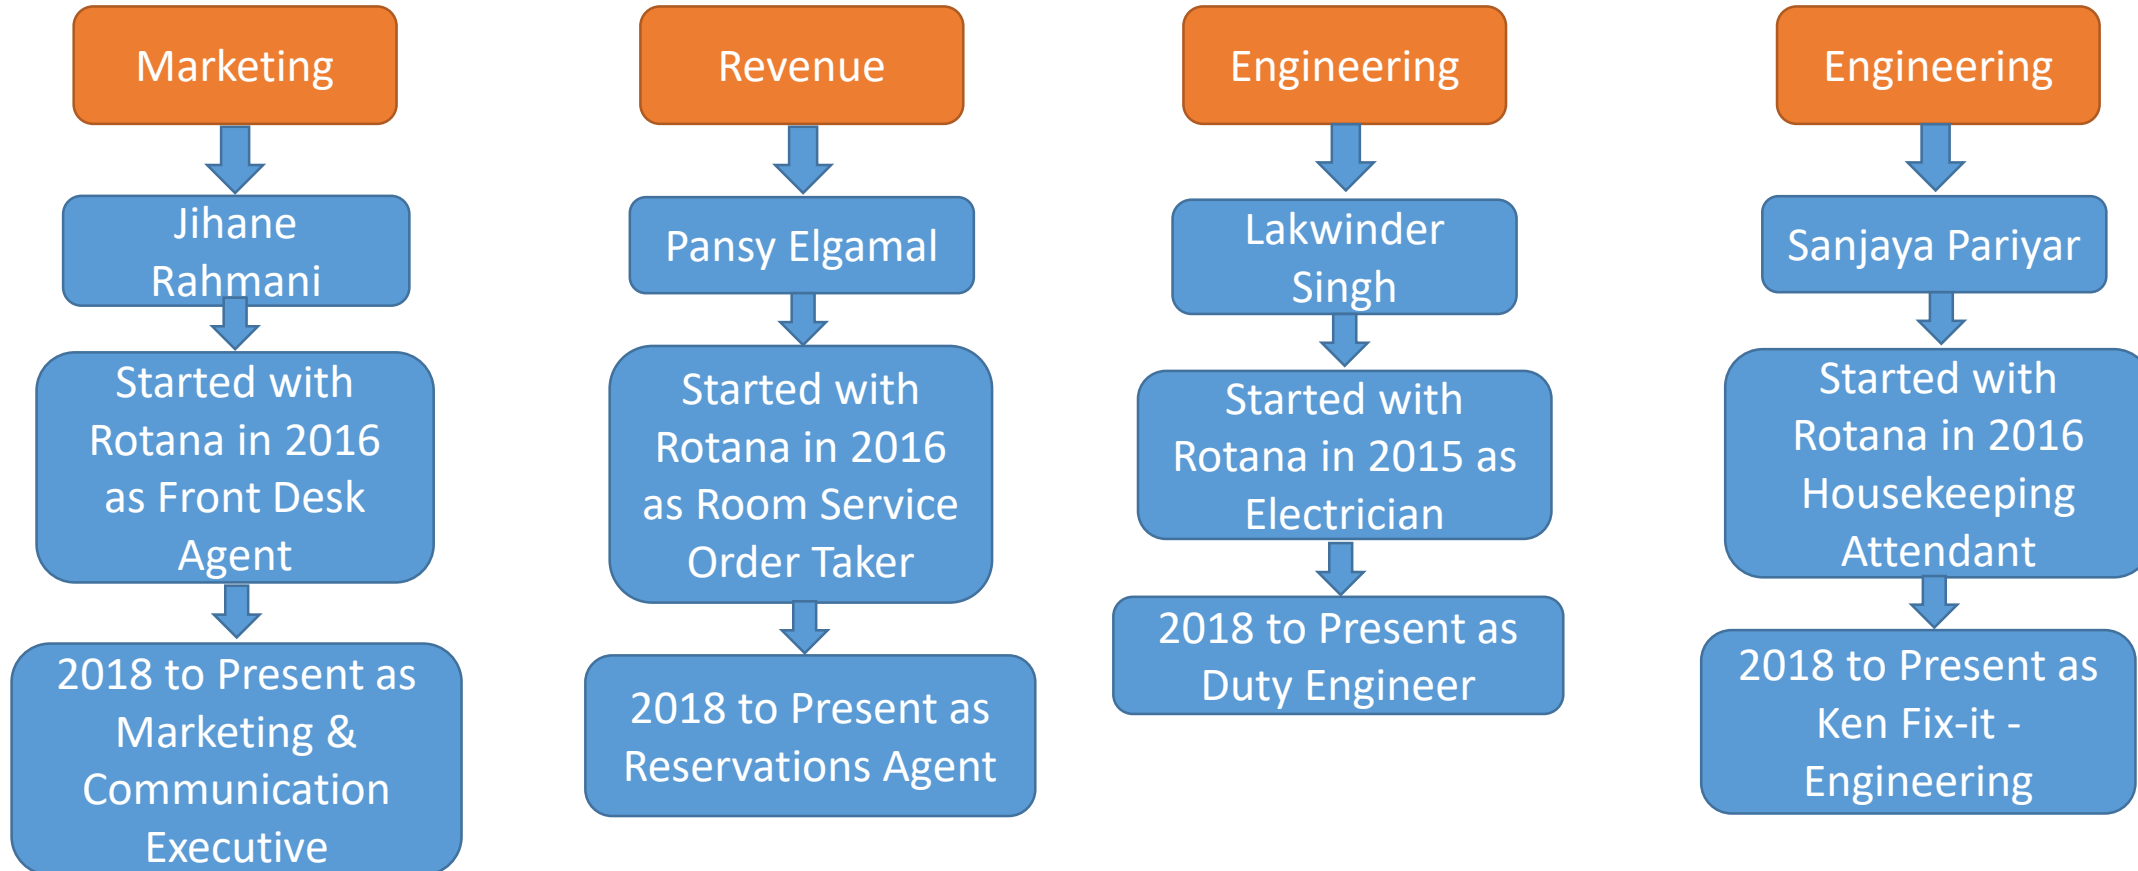 Marketing
Jihane
Rahmani
Started with
Rotana in 2016
as Front Desk
Agent
2018 to Present as
Marketing &
Communication
Executive
Revenue
Pansy Elgamal
Started with
Rotana in 2016
as Room Service
Order Taker
2018 to Present as
Reservations Agent
Engineering
Lakwinder
Singh
Started with
Rotana in 2015 as
Electrician
2018 to Present as
Duty Engineer
Engineering
Sanjaya Pariyar
Started with
Rotana in 2016
Housekeeping
Attendant
2018 to Present as
Ken Fix-it -
Engineering